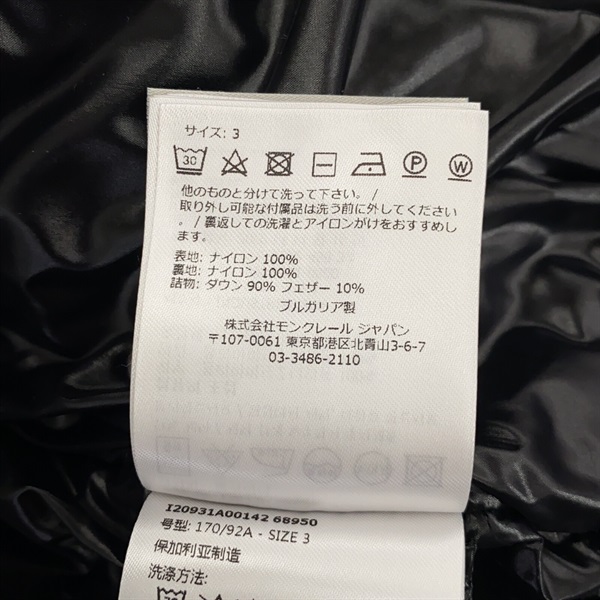 サイズ: 3
30
P
W
他のものと分けて洗って下さい。/
取り外し可能な付属品は洗う前に外してください
。/ 裏返しての洗濯とアイロンがけをおすすめし
ます。
表地: ナイロン 100%
裏地: ナイロン 100%
詰物: ダウン 90% フェザー 10%
ブルガリア製
株式会社モンクレール ジャパン
〒107-0061 東京都港区北青山3-6-7
03-3486-2110
I20931A00142 68950
号型: 170/92A - SIZE 3
保加利亚制造
洗涤方法:
30